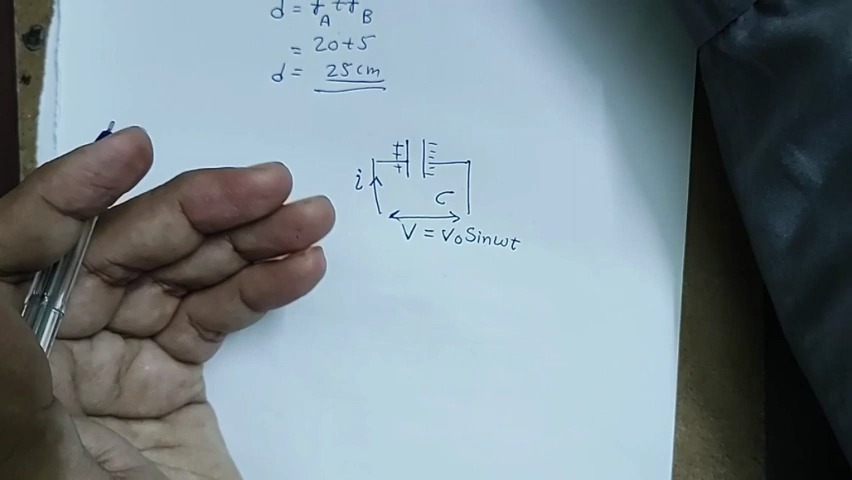 d = f_A + f_B
= 20+5
d = 25cm
i
C
V = V₀ Sinωt